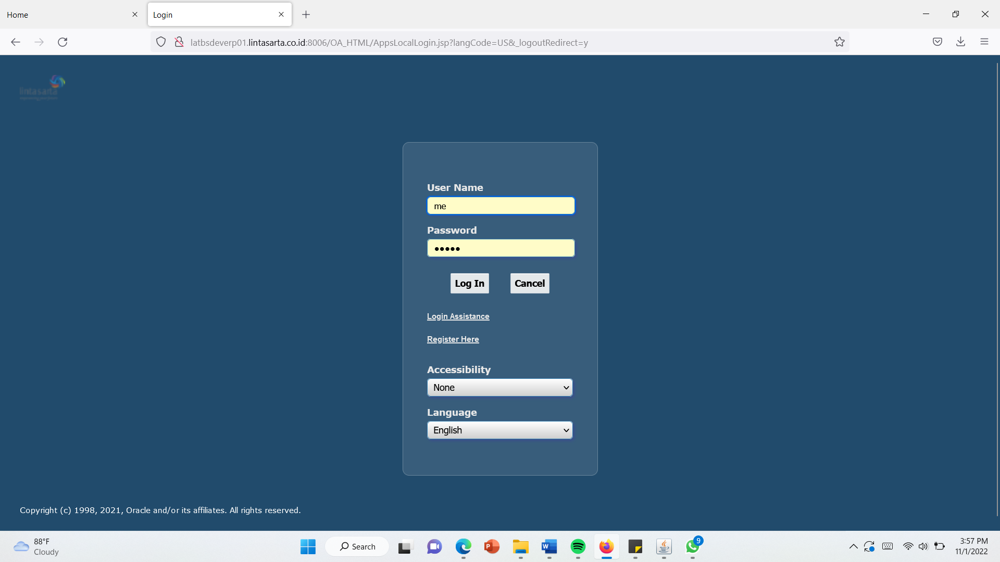 Home
Login
latbsdeverp01.lintasarta.co.id:8006/OA_HTML/AppsLocalLogin.jsp?langCode=US&_logoutRedirect=y
lintasarta
User Name
me
Password
•••••
Log In Cancel
Login Assistance
Register Here
Accessibility
None
Language
English
Copyright (c) 1998, 2021, Oracle and/or its affiliates. All rights reserved.
88°F
Cloudy
Search
9
3:57 PM
11/1/2022